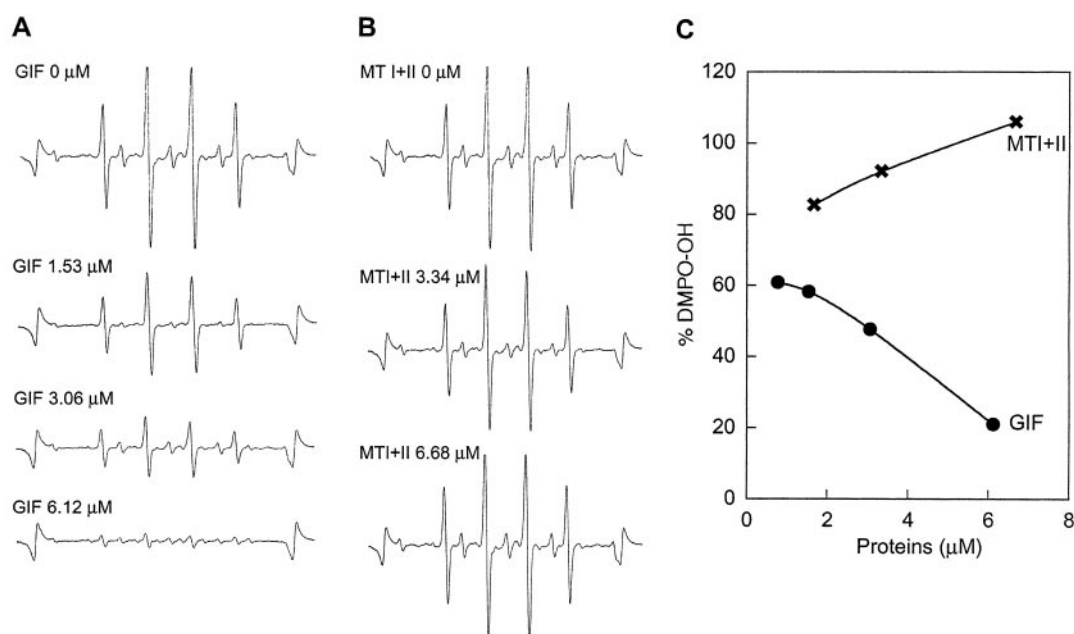 A
GIF 0 μM
GIF 1.53 μM
GIF 3.06 μM
GIF 6.12 μM
B
MT I+II 0 μM
MTI+II 3.34 μM
MTI+II 6.68 μM
C
120
100
80
60
40
20
0
% DMPO-OH
MTI+II
GIF
0 2 4 6 8
Proteins (μM)